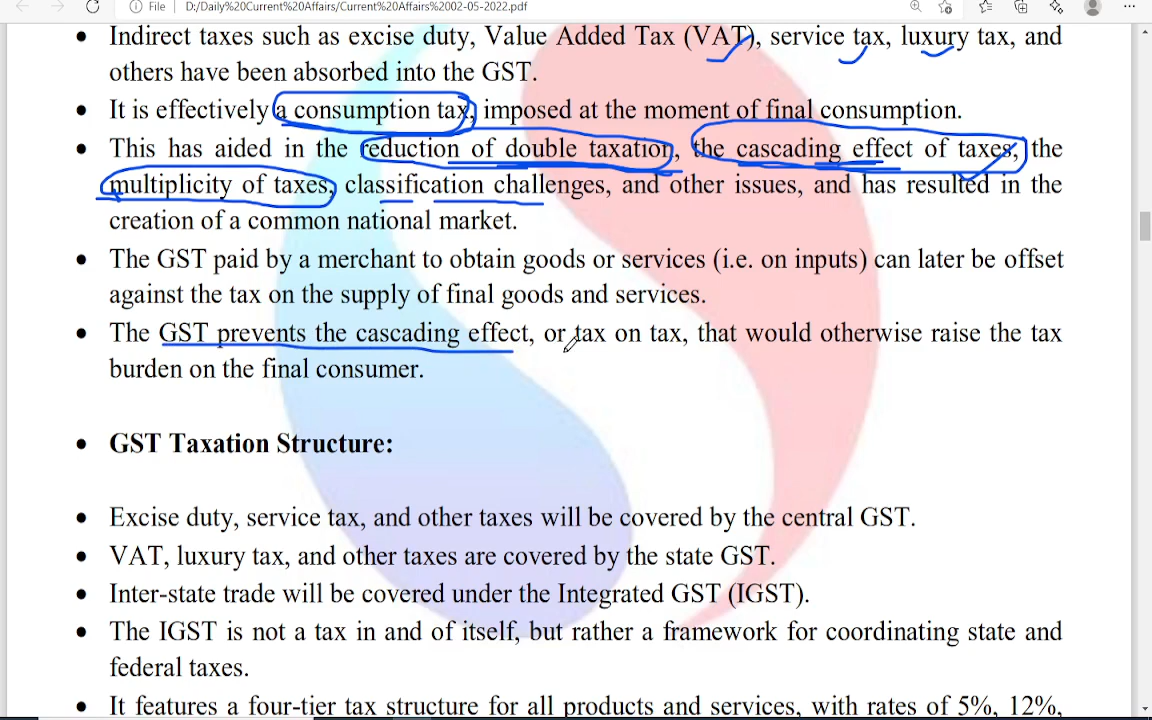 File | D:/Daily%20Current%20Affairs/Current%20Affairs%2002-05-2022.pdf
• Indirect taxes such as excise duty, Value Added Tax (VAT), service tax, luxury tax, and
others have been absorbed into the GST.
• It is effectively a consumption tax, imposed at the moment of final consumption.
• This has aided in the reduction of double taxation, the cascading effect of taxes, the
multiplicity of taxes, classification challenges, and other issues, and has resulted in the
creation of a common national market.
• The GST paid by a merchant to obtain goods or services (i.e. on inputs) can later be offset
against the tax on the supply of final goods and services.
• The GST prevents the cascading effect, or tax on tax, that would otherwise raise the tax
burden on the final consumer.
• GST Taxation Structure:
• Excise duty, service tax, and other taxes will be covered by the central GST.
• VAT, luxury tax, and other taxes are covered by the state GST.
• Inter-state trade will be covered under the Integrated GST (IGST).
• The IGST is not a tax in and of itself, but rather a framework for coordinating state and
federal taxes.
• It features a four-tier tax structure for all products and services, with rates of 5%, 12%,